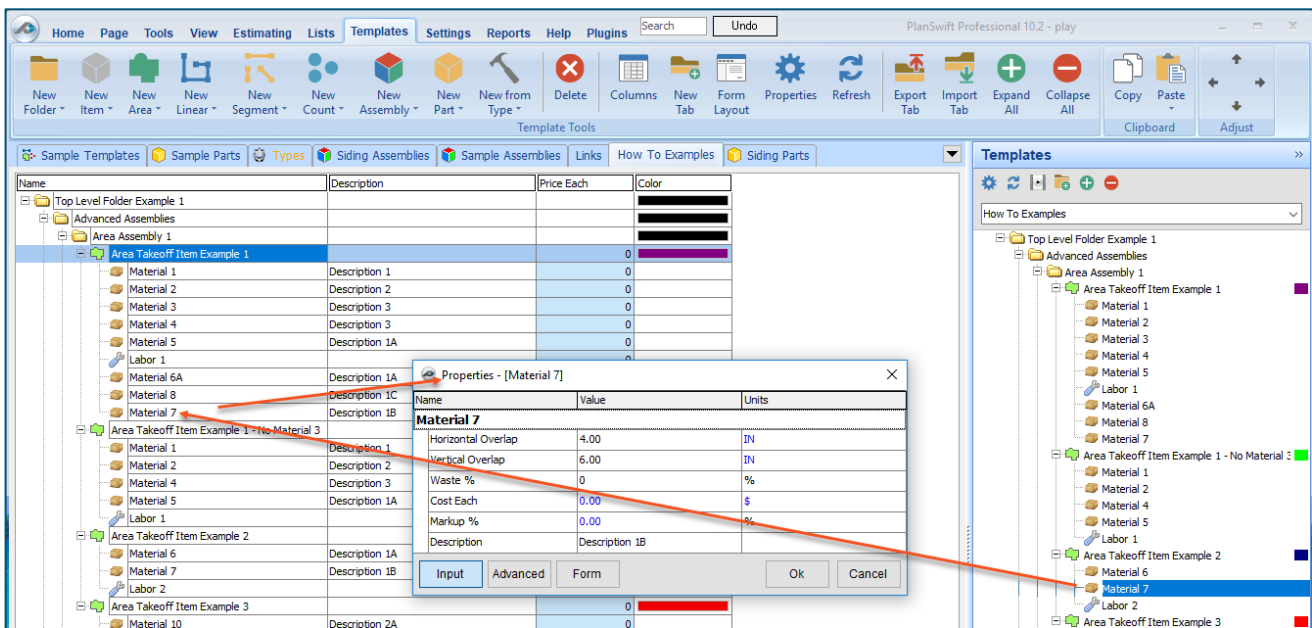 Home Page Tools View Estimating Lists Templates Settings Reports Help Plugins Search Undo PlanSwift Professional 10.2 - play
New Folder
New Item
New Area
New Linear
New Segment
New Count
New Assembly
New Part
New from Type
Delete
Columns
New Tab
Form Layout
Properties
Refresh
Export Tab
Import Tab
Expand All
Collapse All
Copy
Paste
Template Tools
Clipboard
Adjust
Sample Templates Sample Parts Types Siding Assemblies Sample Assemblies Links How To Examples Siding Parts
Name Description Price Each Color
Top Level Folder Example 1
Advanced Assemblies
Area Assembly 1
Area Takeoff Item Example 1 0
Material 1 Description 1 0
Material 2 Description 2 0
Material 3 Description 3 0
Material 4 Description 3 0
Material 5 Description 1A 0
Labor 1 0
Material 6A Description 1A
Material 8 Description 1C
Material 7 Description 1B
Area Takeoff Item Example 1 - No Material 3
Material 1 Description 1
Material 2 Description 2
Material 4 Description 3
Material 5 Description 1A
Labor 1
Area Takeoff Item Example 2
Material 6 Description 1A
Material 7 Description 1B
Labor 2
Area Takeoff Item Example 3 0
Material 10 Description 2A 0
Properties - [Material 7]
Name Value Units
Material 7
Horizontal Overlap 4.00 IN
Vertical Overlap 6.00 IN
Waste % 0 %
Cost Each 0.00 $
Markup % 0.00 %
Description Description 1B
Input Advanced Form Ok Cancel
Templates
How To Examples
Top Level Folder Example 1
Advanced Assemblies
Area Assembly 1
Area Takeoff Item Example 1
Material 1
Material 2
Material 3
Material 4
Material 5
Labor 1
Material 6A
Material 8
Material 7
Area Takeoff Item Example 1 - No Material 3
Material 1
Material 2
Material 4
Material 5
Labor 1
Area Takeoff Item Example 2
Material 6
Material 7
Labor 2
Area Takeoff Item Example 3